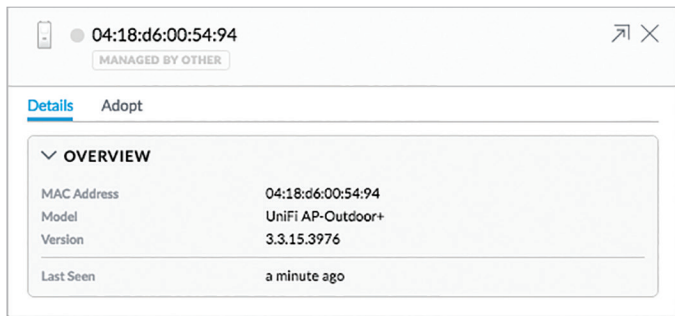 04:18:d6:00:54:94
MANAGED BY OTHER
Details Adopt
OVERVIEW
MAC Address 04:18:d6:00:54:94
Model UniFi AP-Outdoor+
Version 3.3.15.3976
Last Seen a minute ago